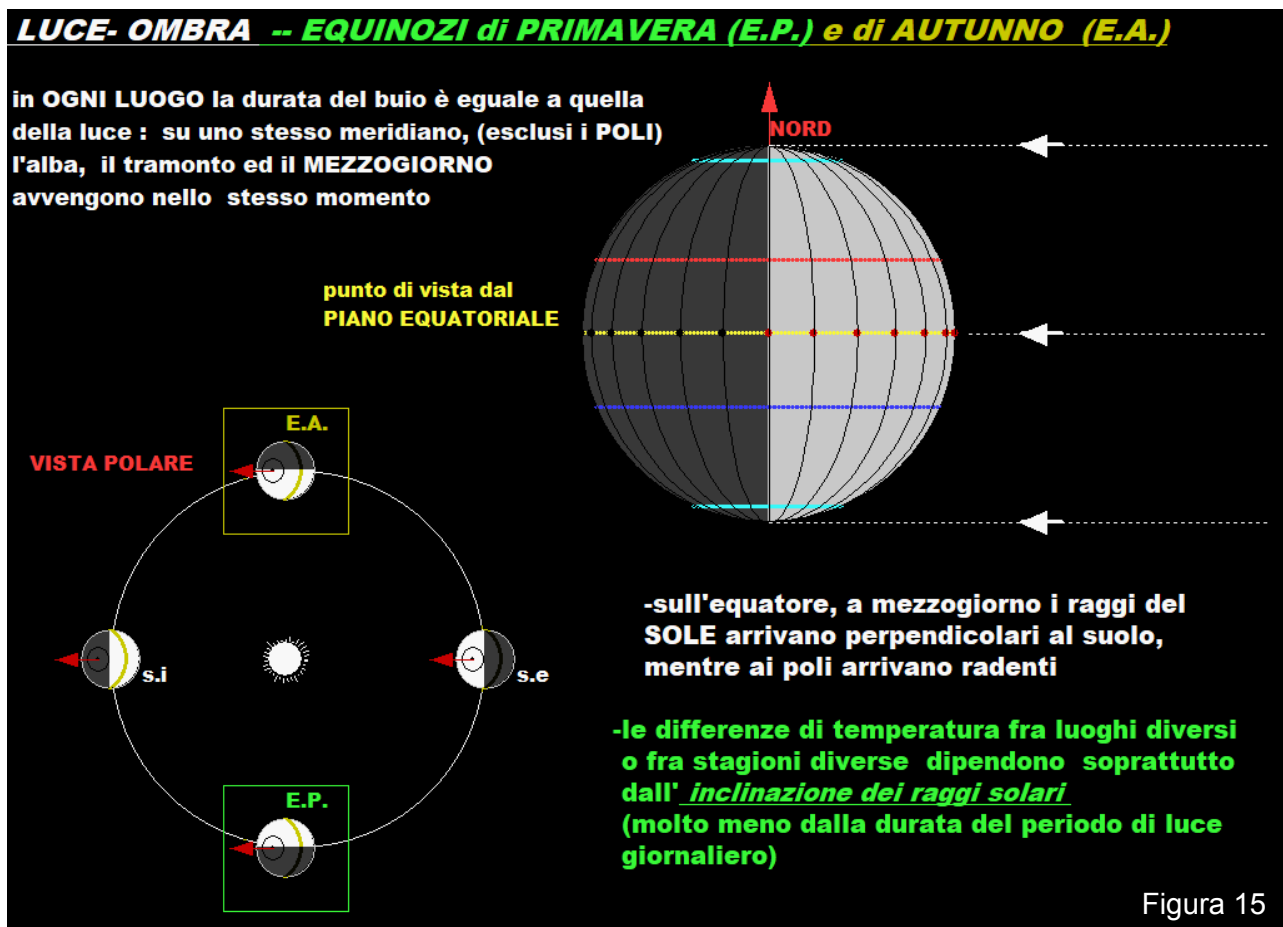 LUCE- OMBRA -- EQUINOZI di PRIMAVERA (E.P.) e di AUTUNNO (E.A.)
in OGNI LUOGO la durata del buio è eguale a quella
della luce : su uno stesso meridiano, (esclusi i POLI)
l'alba, il tramonto ed il MEZZOGIORNO
avvengono nello stesso momento
NORD
punto di vista dal
PIANO EQUATORIALE
E.A.
VISTA POLARE
s.i
s.e
E.P.
-sull'equatore, a mezzogiorno i raggi del
SOLE arrivano perpendicolari al suolo,
mentre ai poli arrivano radenti
-le differenze di temperatura fra luoghi diversi
o fra stagioni diverse dipendono soprattutto
dall' inclinazione dei raggi solari
(molto meno dalla durata del periodo di luce
giornaliero)
Figura 15